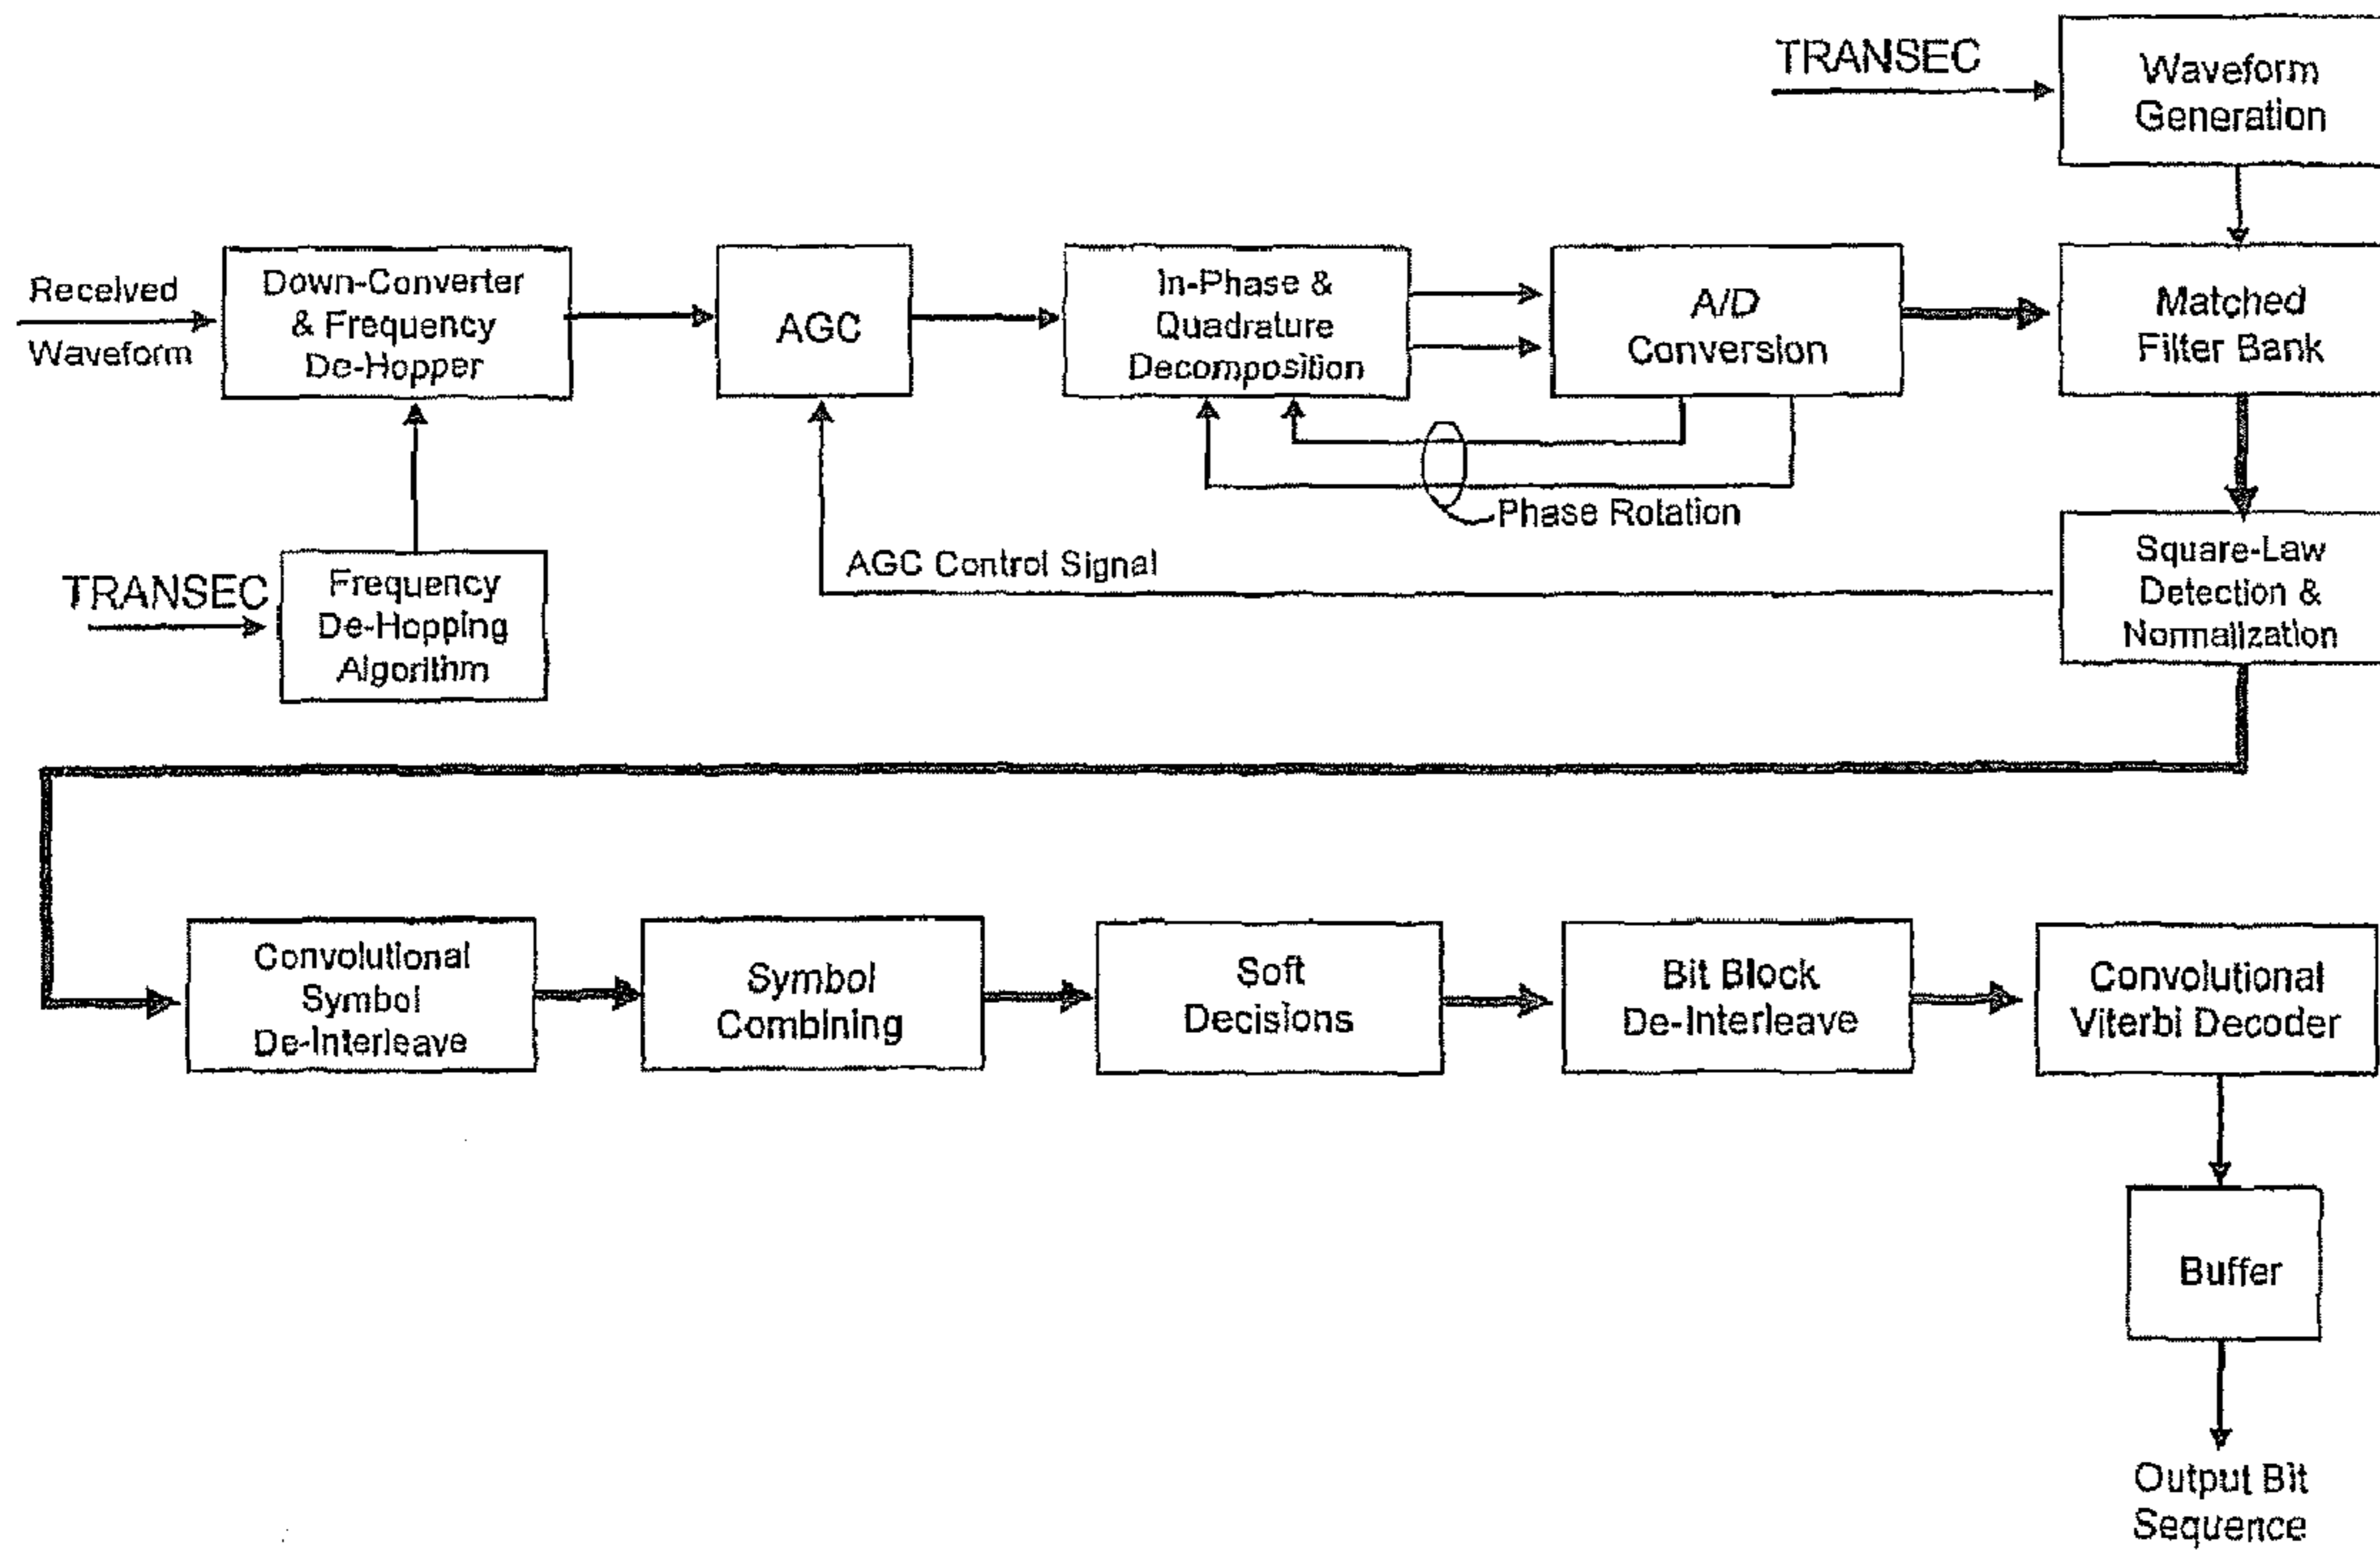 TRANSEC
Waveform
Generation
Received
Waveform
Down-Converter
& Frequency
De-Hopper
AGC
In-Phase &
Quadrature
Decomposition
A/D
Conversion
Matched
Filter Bank
Phase Rotation
AGC Control Signal
TRANSEC
Frequency
De-Hopping
Algorithm
Square-Law
Detection &
Normalization
Convolutional
Symbol
De-Interleave
Symbol
Combining
Soft
Decisions
Bit Block
De-Interleave
Convolutional
Viterbi Decoder
Buffer
Output Bit
Sequence